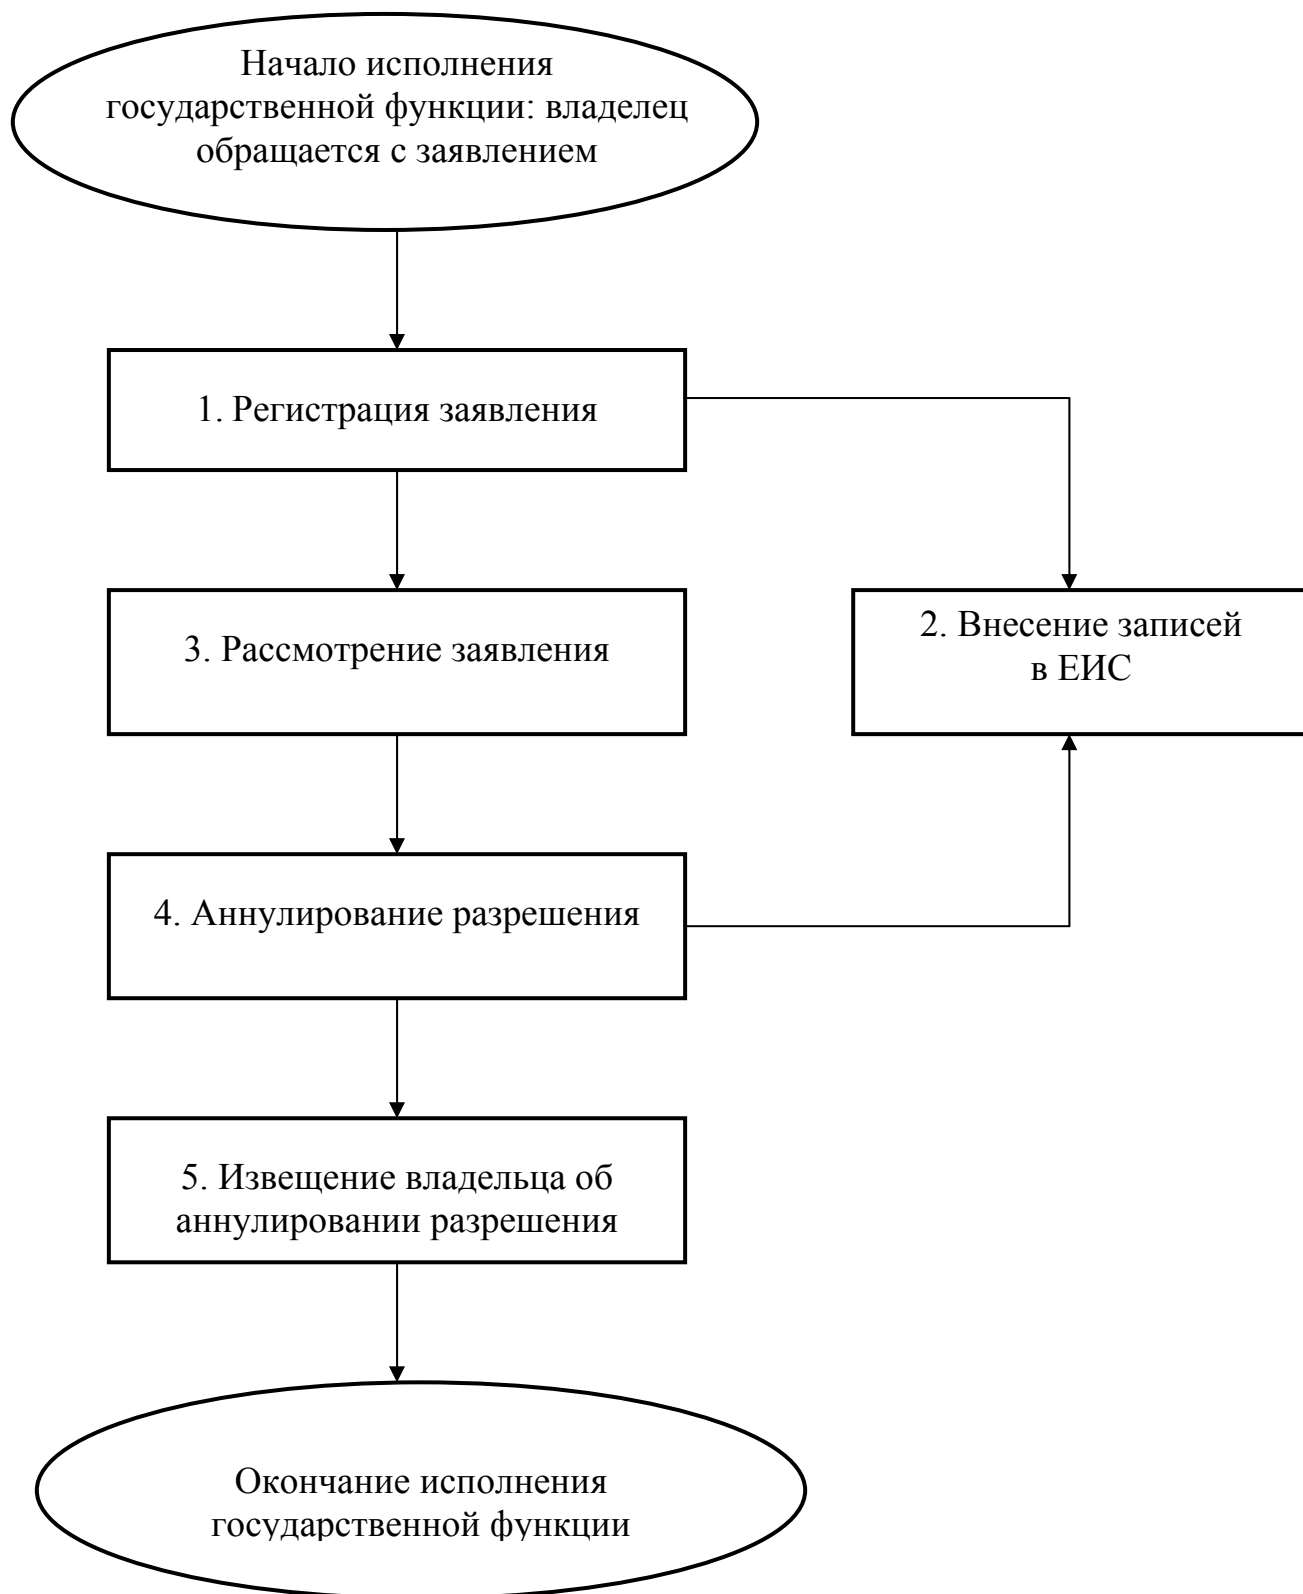 Начало исполнения
государственной функции: владелец
обращается с заявлением
1. Регистрация заявления
3. Рассмотрение заявления
2. Внесение записей
в ЕИС
4. Аннулирование разрешения
5. Извещение владельца об
аннулировании разрешения
Окончание исполнения
государственной функции